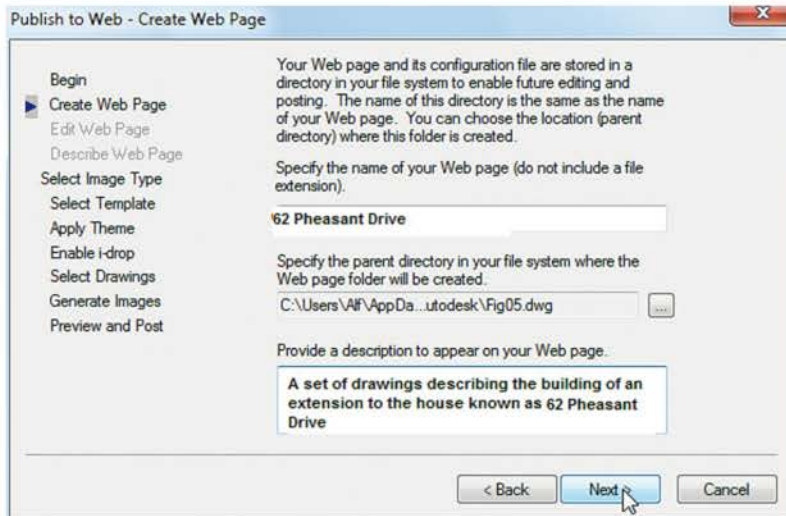 Publish to Web - Create Web Page
Begin
Create Web Page
Edit Web Page
Describe Web Page
Select Image Type
Select Template
Apply Theme
Enable i-drop
Select Drawings
Generate Images
Preview and Post
Your Web page and its configuration file are stored in a
directory in your file system to enable future editing and
posting. The name of this directory is the same as the name
of your Web page. You can choose the location (parent
directory) where this folder is created.
Specify the name of your Web page (do not include a file
extension).
62 Pheasant Drive
Specify the parent directory in your file system where the
Web page folder will be created.
C:\Users\Alf\AppDa...utodesk\Fig05.dwg
...
Provide a description to appear on your Web page.
A set of drawings describing the building of an
extension to the house known as 62 Pheasant
Drive
< Back
Next >
Cancel